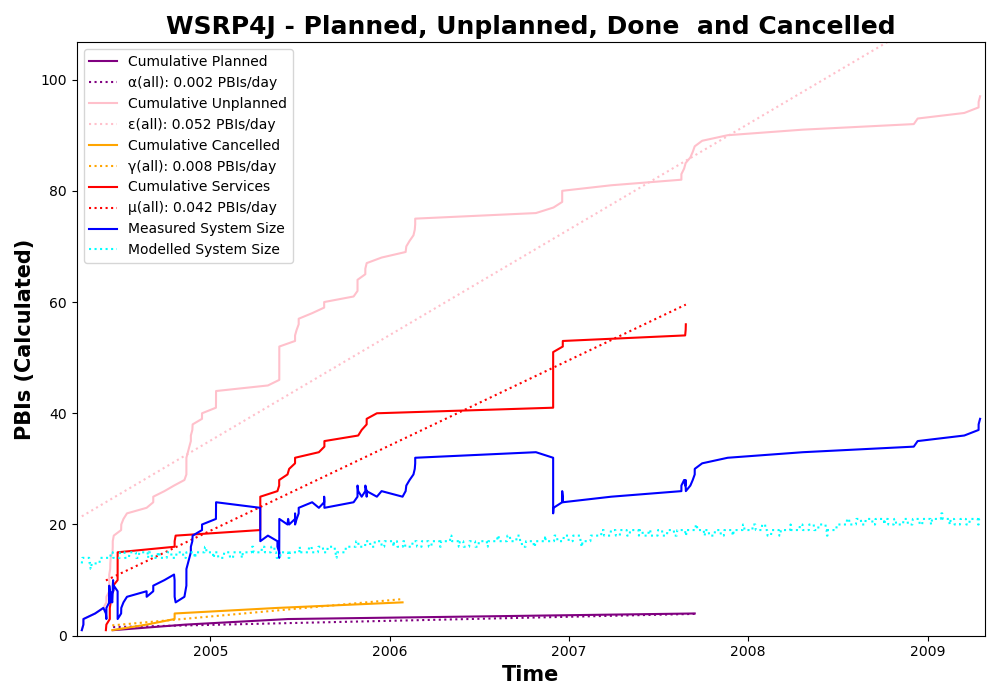 WSRP4J - Planned, Unplanned, Done  and Cancelled
Cumulative Planned
α(all): 0.002 PBIs/day
Cumulative Unplanned
ε(all): 0.052 PBIs/day
Cumulative Cancelled
γ(all): 0.008 PBIs/day
Cumulative Services
μ(all): 0.042 PBIs/day
Measured System Size
Modelled System Size
PBIs (Calculated)
100
80
60
40
20
0
2005 2006 2007 2008 2009
Time